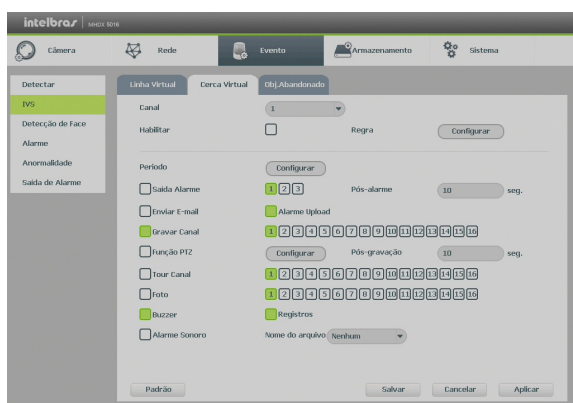 intelbras MHDX 5016
Câmera Rede Evento Armazenamento Sistema
Detectar
IVS
Detecção de Face
Alarme
Anormalidade
Saída de Alarme
Linha Virtual Cerca Virtual Obj.Abandonado
Canal 1
Habilitar Regra Configurar
Período Configurar
Saída Alarme 1 2 3 Pós-alarme 10 seg.
Enviar E-mail Alarme Upload
Gravar Canal 1 2 3 4 5 6 7 8 9 10 11 12 13 14 15 16
Função PTZ Configurar Pós-gravação 10 seg.
Tour Canal 1 2 3 4 5 6 7 8 9 10 11 12 13 14 15 16
Foto 1 2 3 4 5 6 7 8 9 10 11 12 13 14 15 16
Buzzer Registros
Alarme Sonoro Nome do arquivo Nenhum
Padrão Salvar Cancelar Aplicar